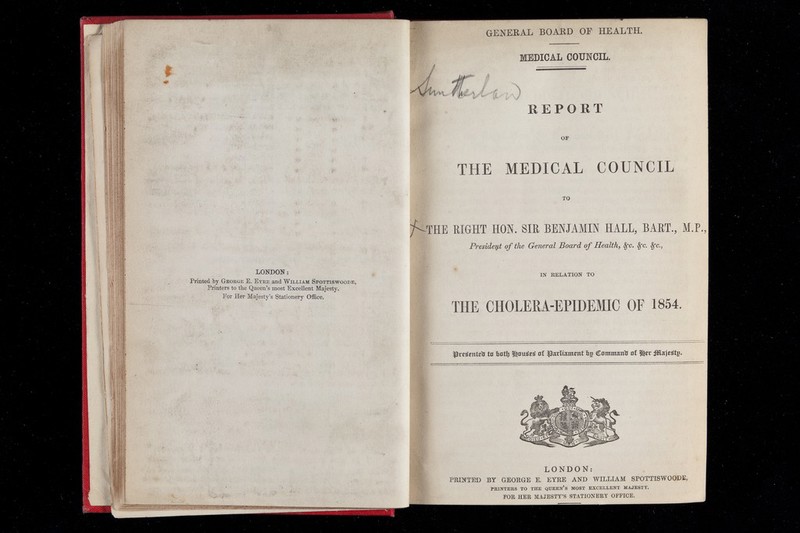 LONDON:
Printed by GEORGE E. EYRE and WILLIAM SPOTTISWOODE,
Printers to the Queen's most Excellent Majesty.
For Her Majesty's Stationery Office.
GENERAL BOARD OF HEALTH.
MEDICAL COUNCIL.
Sutherland
REPORT
OF
THE MEDICAL COUNCIL
TO
THE RIGHT HON. SIR BENJAMIN HALL, BART., M.P.,
President of the General Board of Health, &c. &c. &c.,
IN RELATION TO
THE CHOLERA-EPIDEMIC OF 1854.
Presented to both Houses of Parliament by Command of Her Majesty.
LONDON:
PRINTED BY GEORGE E. EYRE AND WILLIAM SPOTTISWOODE,
PRINTERS TO THE QUEEN'S MOST EXCELLENT MAJESTY.
FOR HER MAJESTY'S STATIONERY OFFICE.